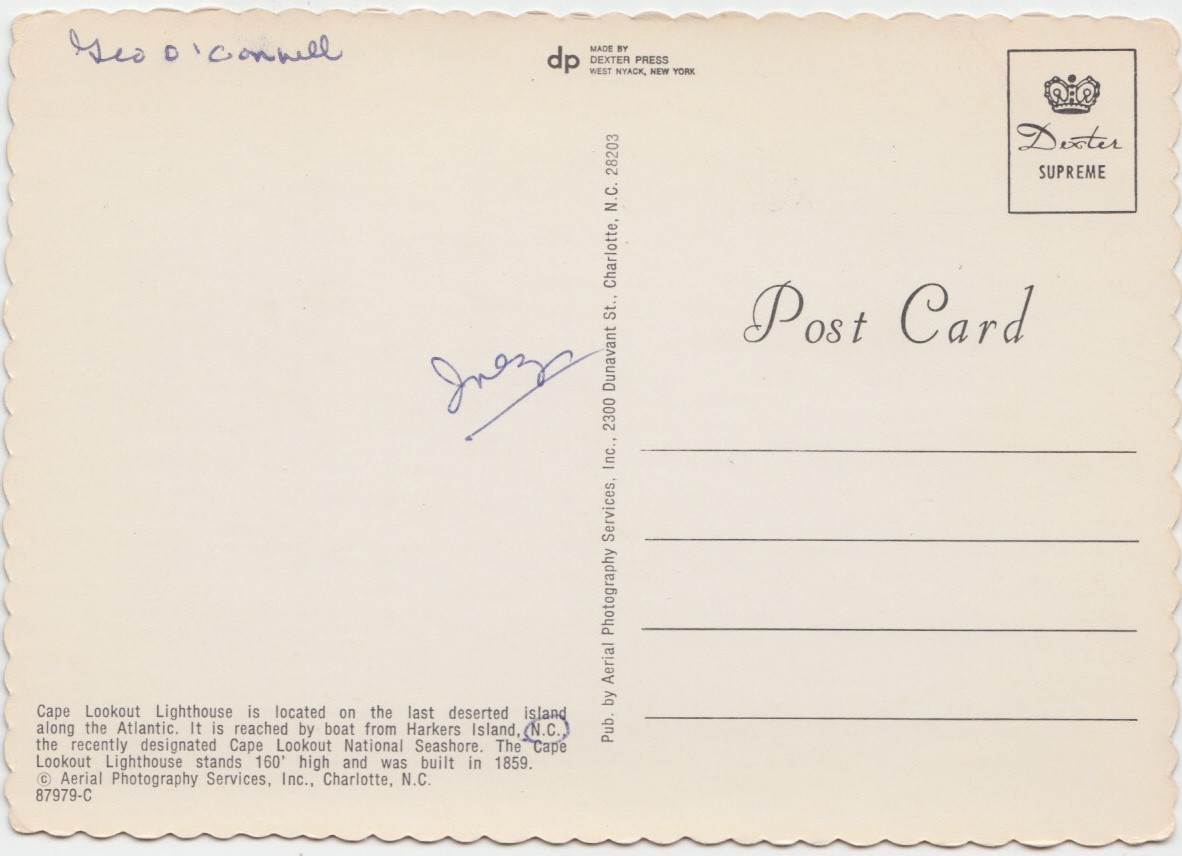 Geo O'Connell
dp
MADE BY
DEXTER PRESS
WEST NYACK, NEW YORK
Dexter
SUPREME
Post Card
Inez
Pub. by Aerial Photography Services, Inc., 2300 Dunavant St., Charlotte, N.C. 28203
Cape Lookout Lighthouse is located on the last deserted island
along the Atlantic. It is reached by boat from Harkers Island, N.C.,
the recently designated Cape Lookout National Seashore. The Cape
Lookout Lighthouse stands 160' high and was built in 1859.
© Aerial Photography Services, Inc., Charlotte, N.C.
87979-C